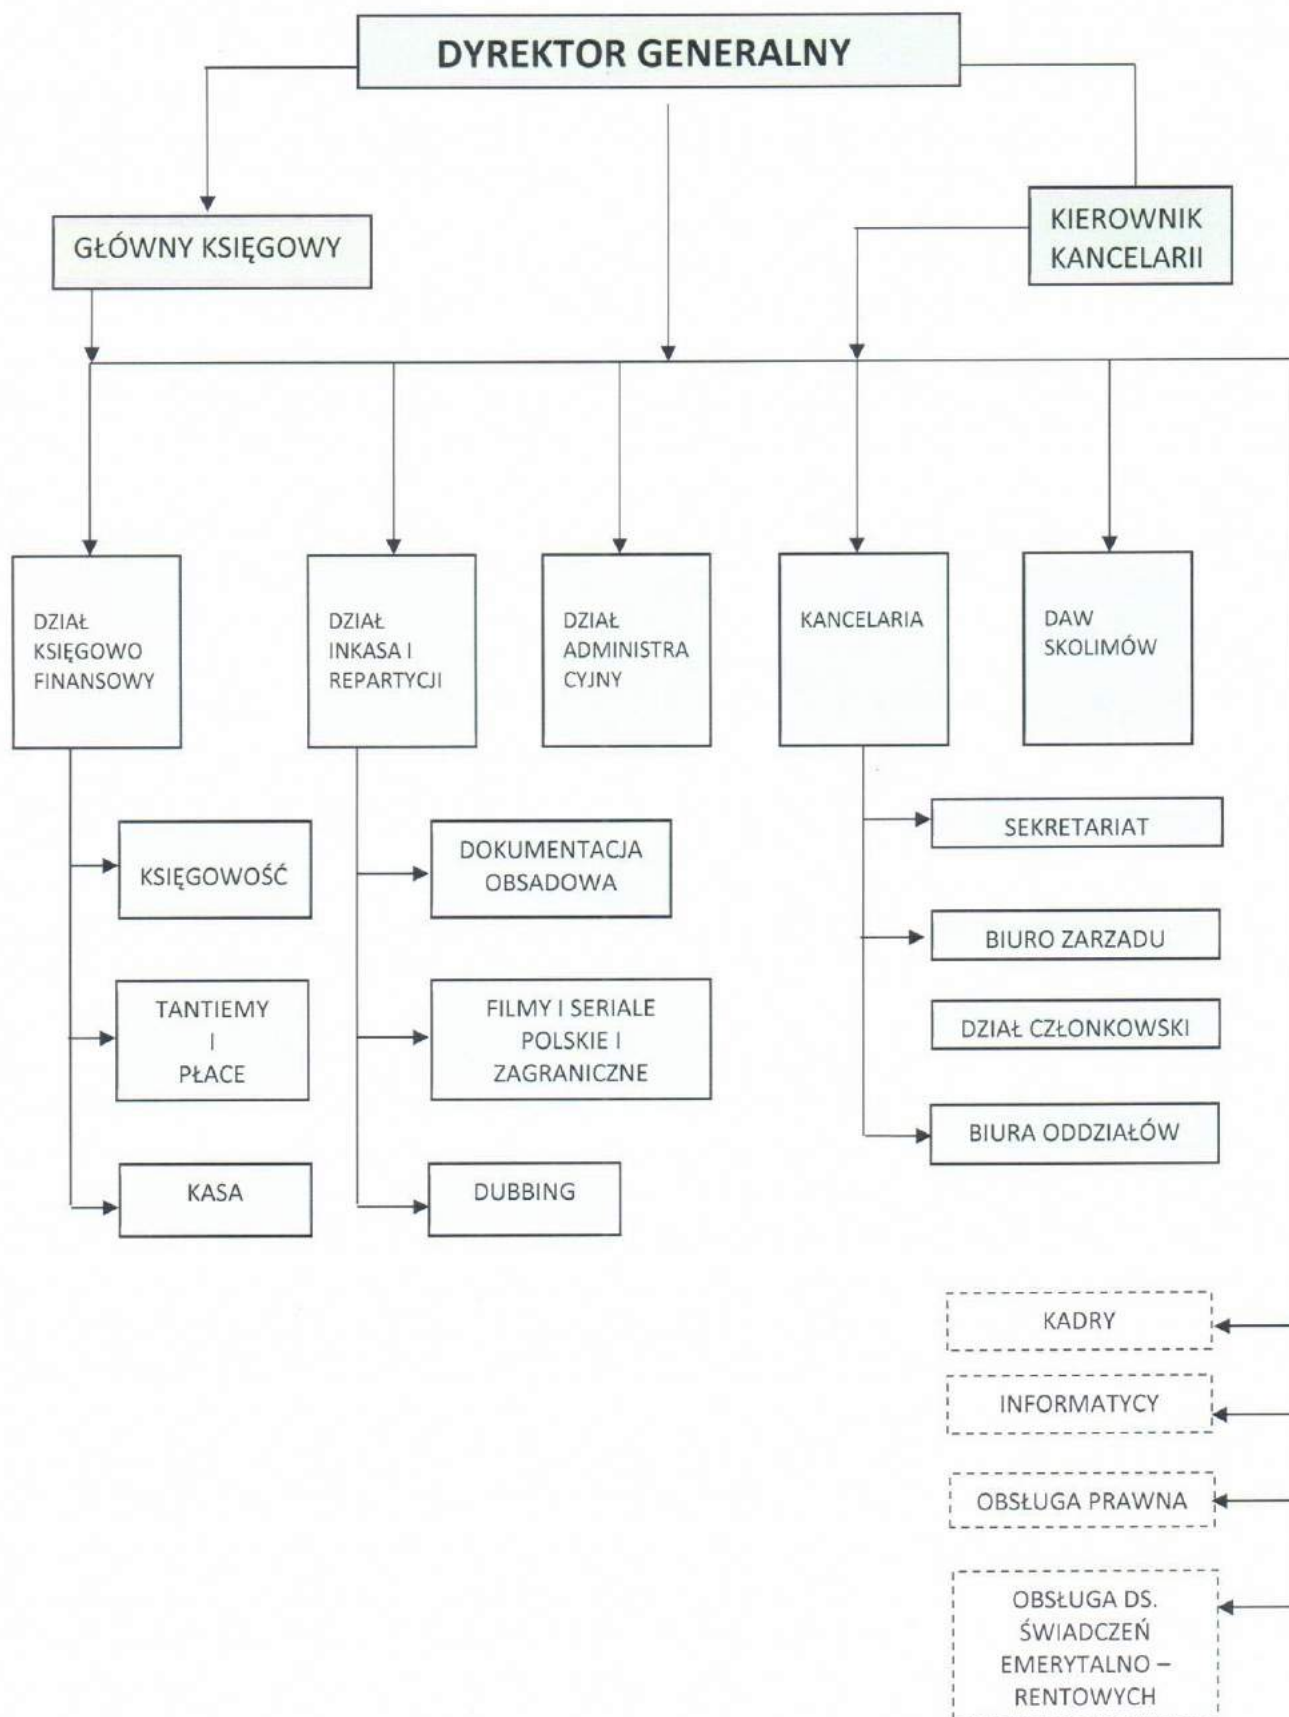 DYREKTOR GENERALNY
GŁÓWNY KSIĘGOWY
KIEROWNIK
KANCELARII
DZIAŁ
KSIĘGOWO
FINANSOWY
DZIAŁ
INKASA I
REPARTYCJI
DZIAŁ
ADMINISTRA
CYJNY
KANCELARIA
DAW
SKOLIMÓW
KSIĘGOWOŚĆ
TANTIEMY
I
PŁACE
KASA
DOKUMENTACJA
OBSADOWA
FILMY I SERIALE
POLSKIE I
ZAGRANICZNE
DUBBING
SEKRETARIAT
BIURO ZARZADU
DZIAŁ CZŁONKOWSKI
BIURA ODDZIAŁÓW
KADRY
INFORMATYCY
OBSŁUGA PRAWNA
OBSŁUGA DS.
ŚWIADCZEŃ
EMERYTALNO –
RENTOWYCH